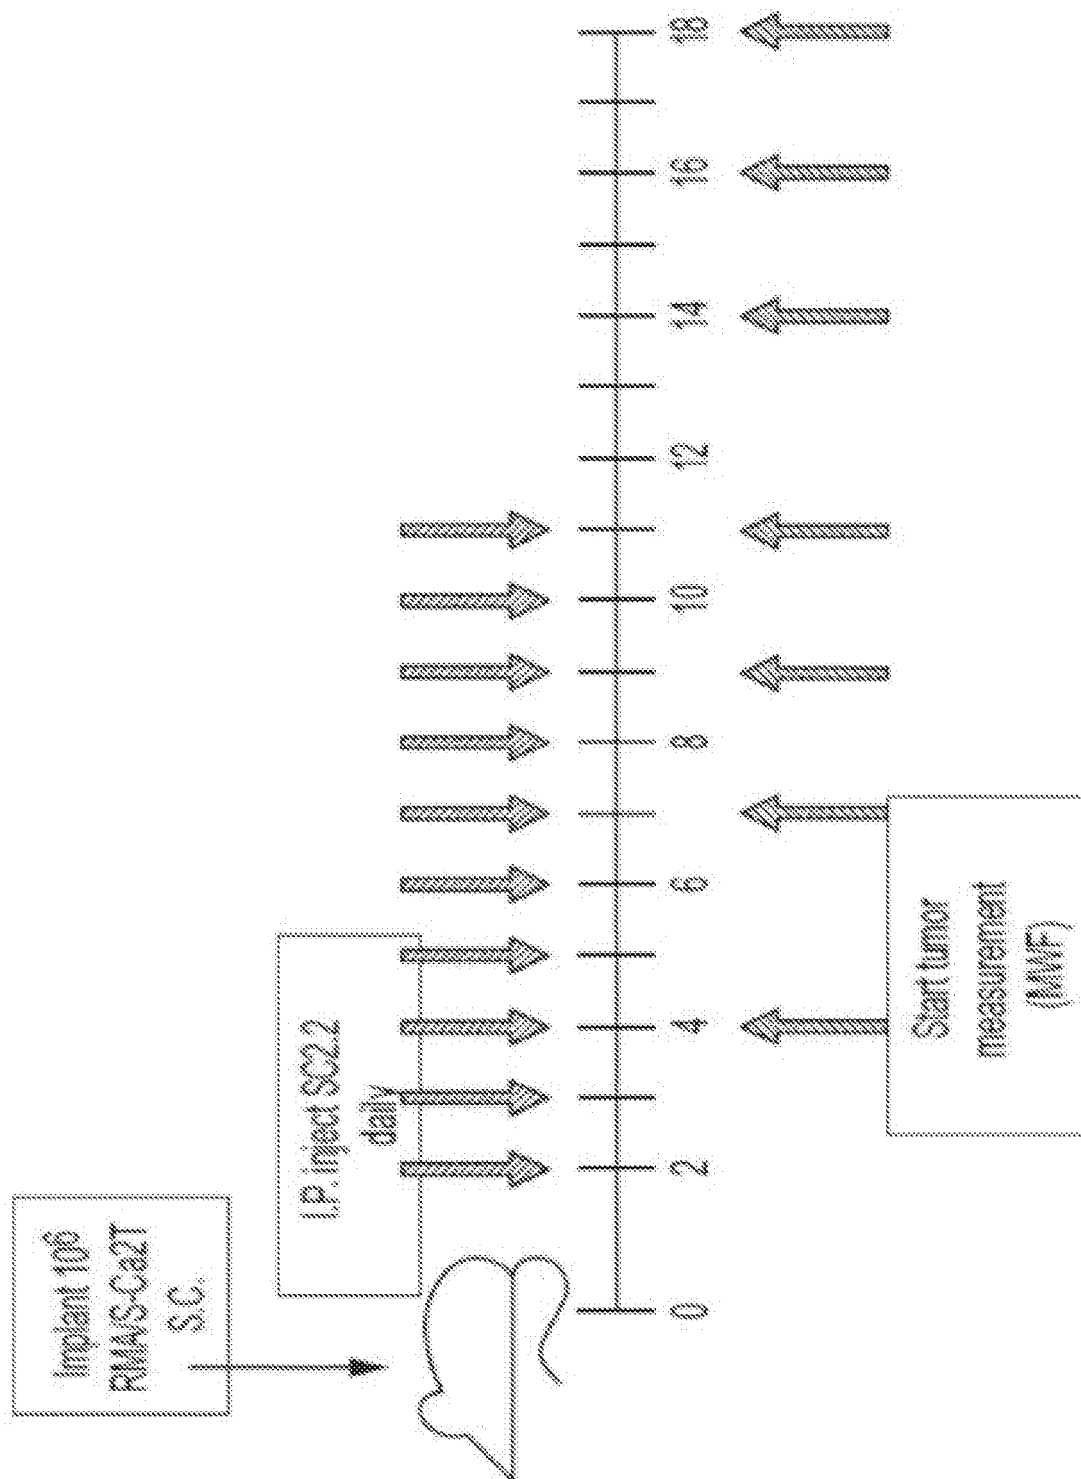 Implant 10⁶
RMA/S-Ca2T
S.C.
I.P. inject SC2.2
daily
0
2
4
6
8
10
12
14
16
18
Start tumor
measurement
(MWF)